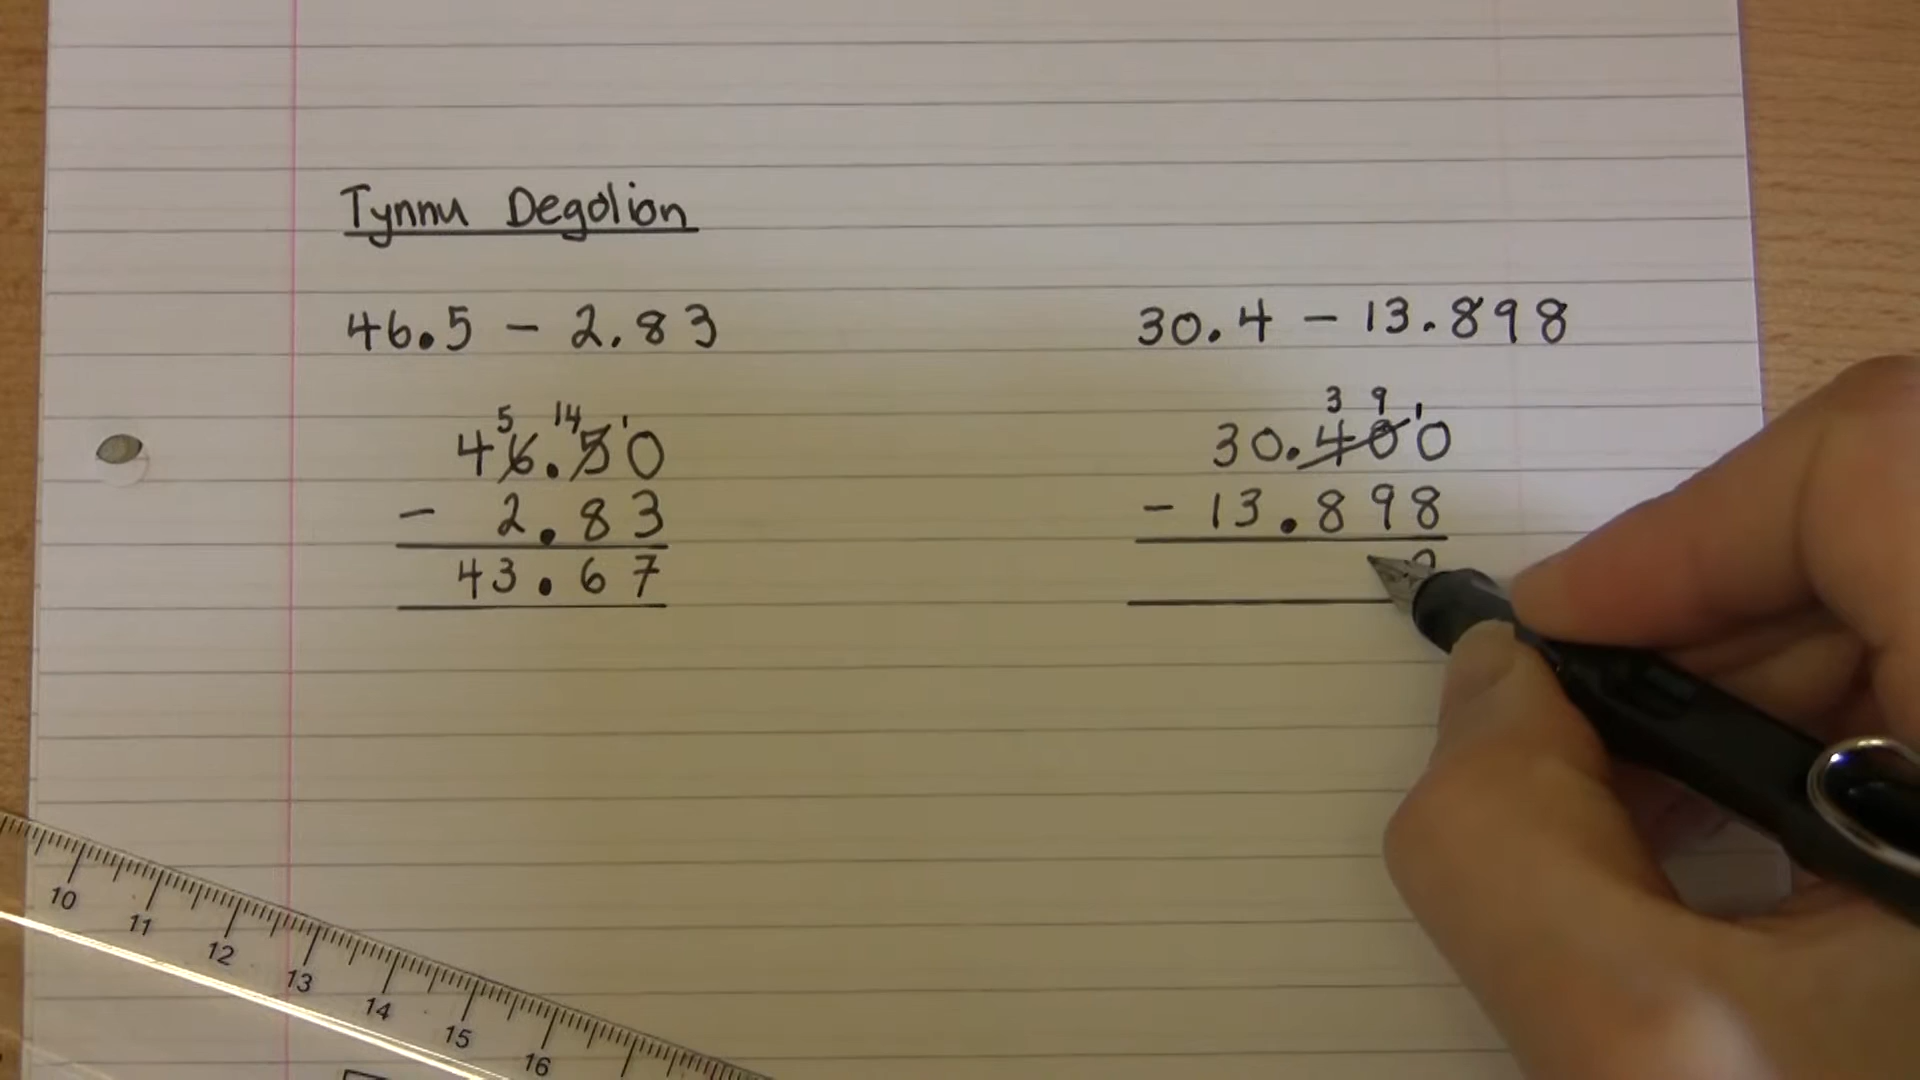 Tynnu Degolion
46.5 - 2.83
5 14 1
46.50
- 2.83
43.67
30.4 - 13.898
3 9 1
30.400
- 13.898
10 11 12 13 14 15 16